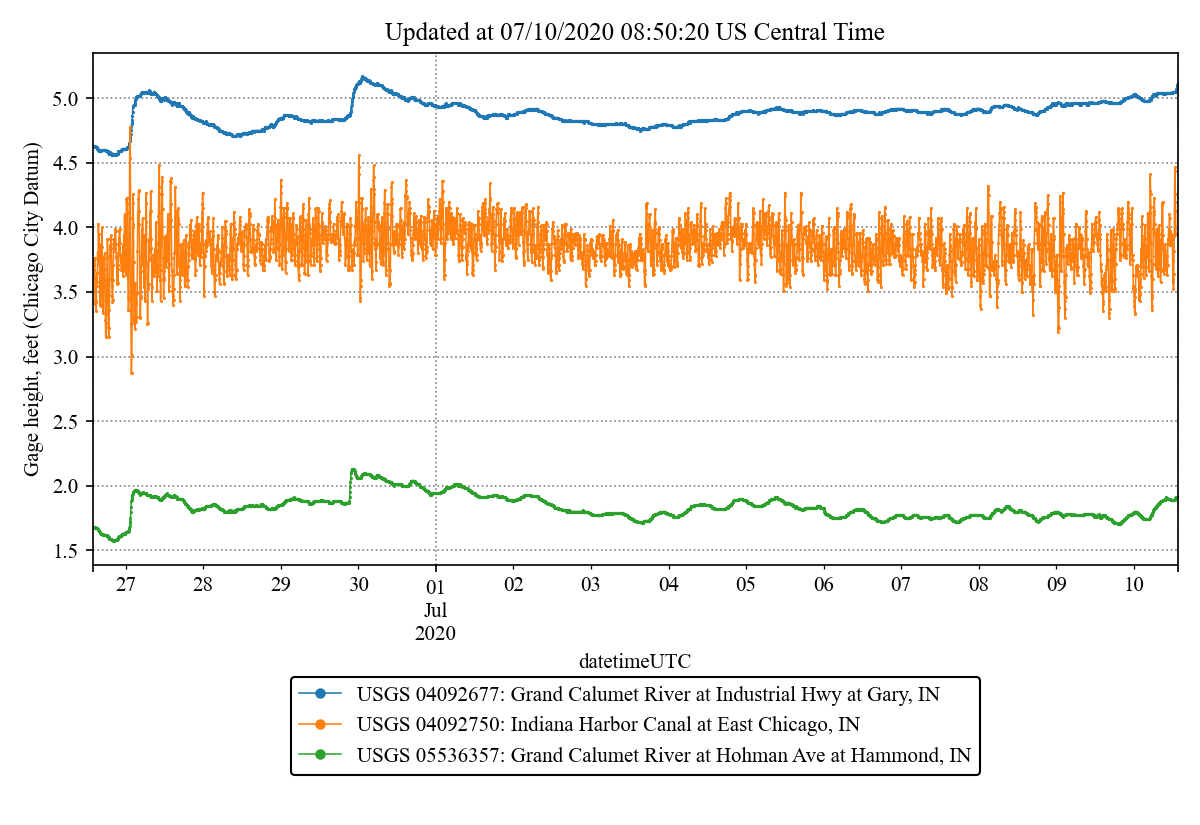 Updated at 07/10/2020 08:50:20 US Central Time
Gage height, feet (Chicago City Datum)
5.0
4.5
4.0
3.5
3.0
2.5
2.0
1.5
27 28 29 30 01 02 03 04 05 06 07 08 09 10
Jul
2020
datetimeUTC
USGS 04092677: Grand Calumet River at Industrial Hwy at Gary, IN
USGS 04092750: Indiana Harbor Canal at East Chicago, IN
USGS 05536357: Grand Calumet River at Hohman Ave at Hammond, IN